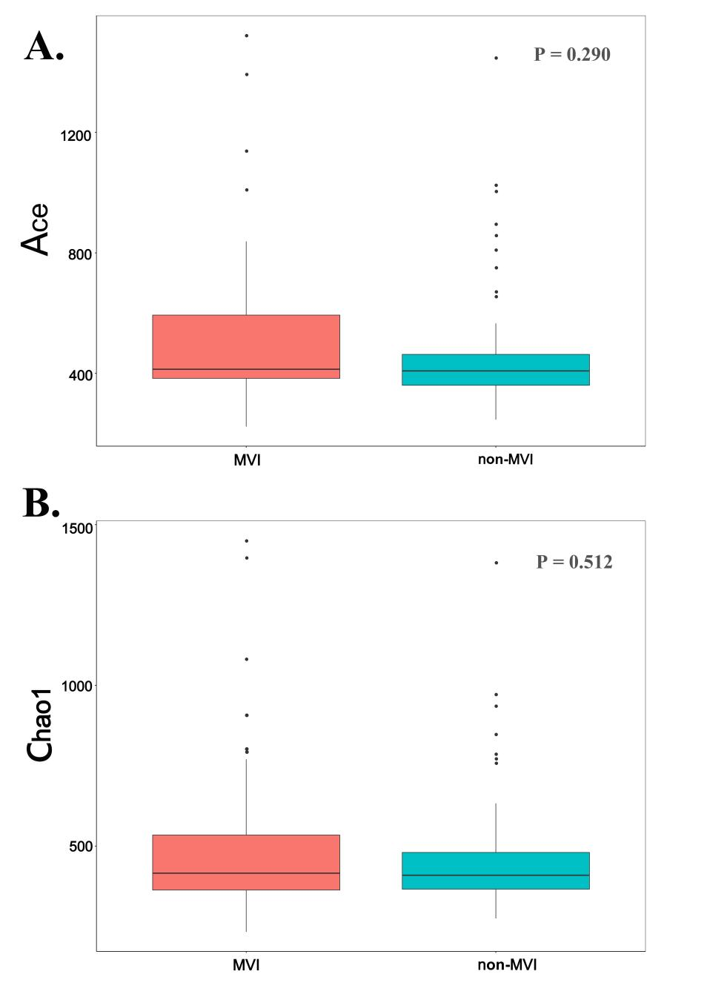 A.
P = 0.290
1200
800
400
Ace
MVI
non-MVI
B.
1500
P = 0.512
1000
500
Chao1
MVI
non-MVI